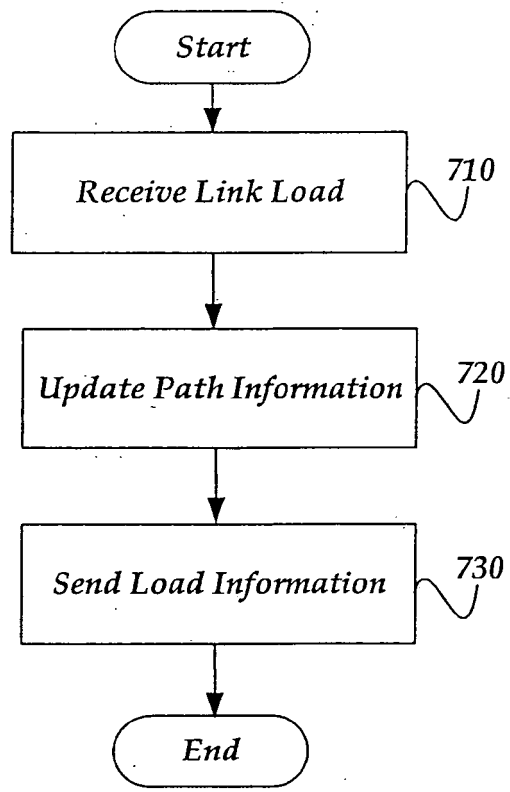 Start
Receive Link Load
710
Update Path Information
720
Send Load Information
730
End